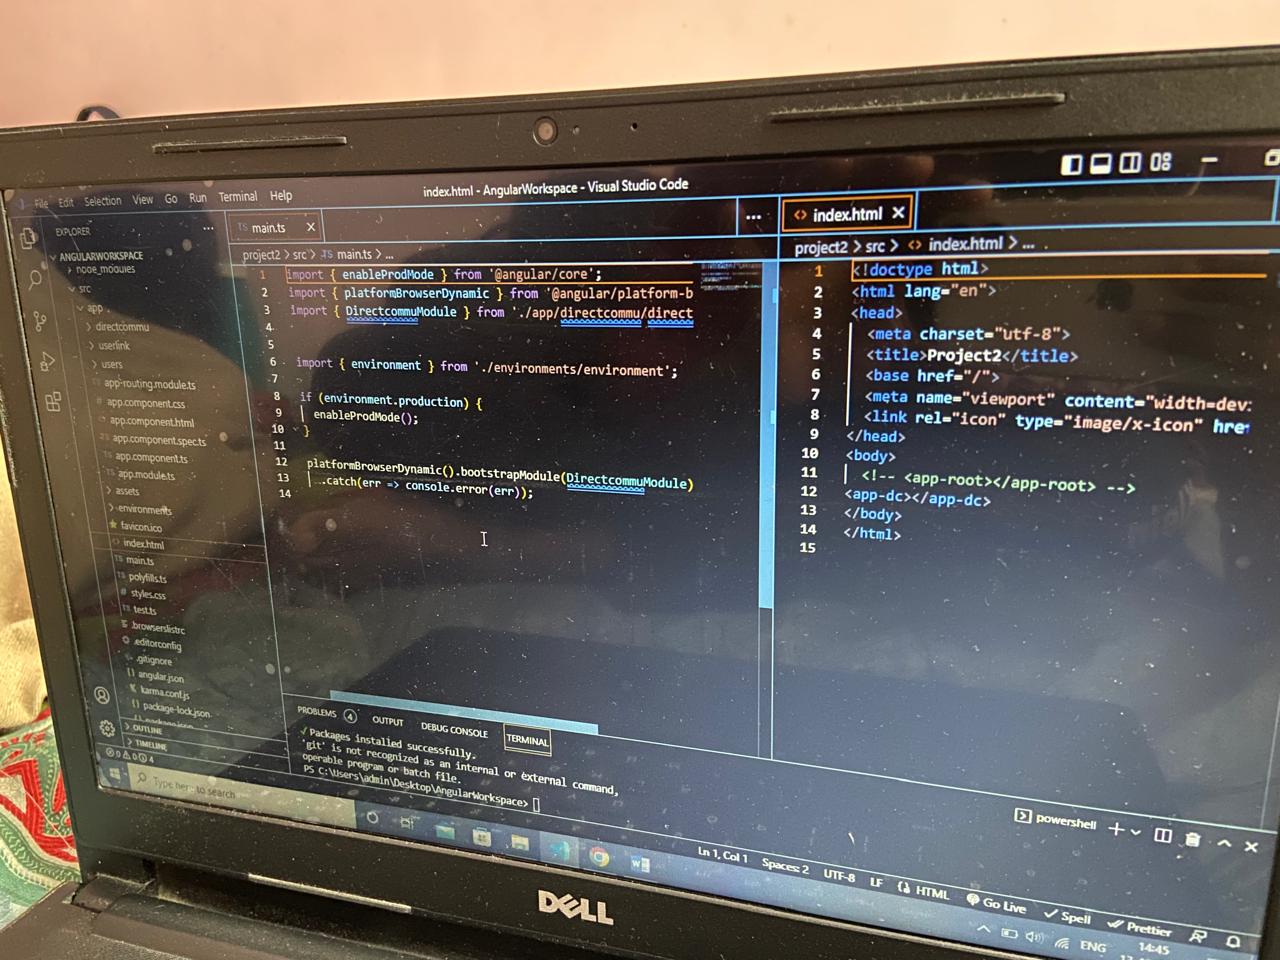 File Edit Selection View Go Run Terminal Help
index.html - AngularWorkspace - Visual Studio Code
EXPLORER
...
ANGULARWORKSPACE
node_modules
src
app
directcommu
userlink
users
app-routing.module.ts
app.component.css
app.component.html
app.component.spec.ts
app.component.ts
app.module.ts
assets
environments
favicon.ico
index.html
main.ts
polyfills.ts
styles.css
test.ts
.browserslistrc
.editorconfig
.gitignore
angular.json
karma.conf.js
package-lock.json
OUTLINE
TIMELINE
TS main.ts X
...
project2 > src > TS main.ts > ...
1 import { enableProdMode } from '@angular/core';
2 import { platformBrowserDynamic } from '@angular/platform-b
3 import { DirectcommuModule } from './app/directcommu/direct
4
5
6 import { environment } from './environments/environment';
7
8 if (environment.production) {
9 enableProdMode();
10 }
11
12 platformBrowserDynamic().bootstrapModule(DirectcommuModule)
13 .catch(err => console.error(err));
14
<> index.html X
project2 > src > <> index.html > ...
1 <!doctype html>
2 <html lang="en">
3 <head>
4 <meta charset="utf-8">
5 <title>Project2</title>
6 <base href="/">
7 <meta name="viewport" content="width=dev:
8 <link rel="icon" type="image/x-icon" hre
9 </head>
10 <body>
11 <!-- <app-root></app-root> -->
12 <app-dc></app-dc>
13 </body>
14 </html>
15
PROBLEMS 4 OUTPUT DEBUG CONSOLE TERMINAL
✓ Packages installed successfully.
'git' is not recognized as an internal or external command,
operable program or batch file.
PS C:\Users\admin\Desktop\AngularWorkspace>
powershell
0 0 4
Ln 1, Col 1 Spaces: 2 UTF-8 LF HTML Go Live Spell Prettier
Type here to search
ENG
14:45
DELL